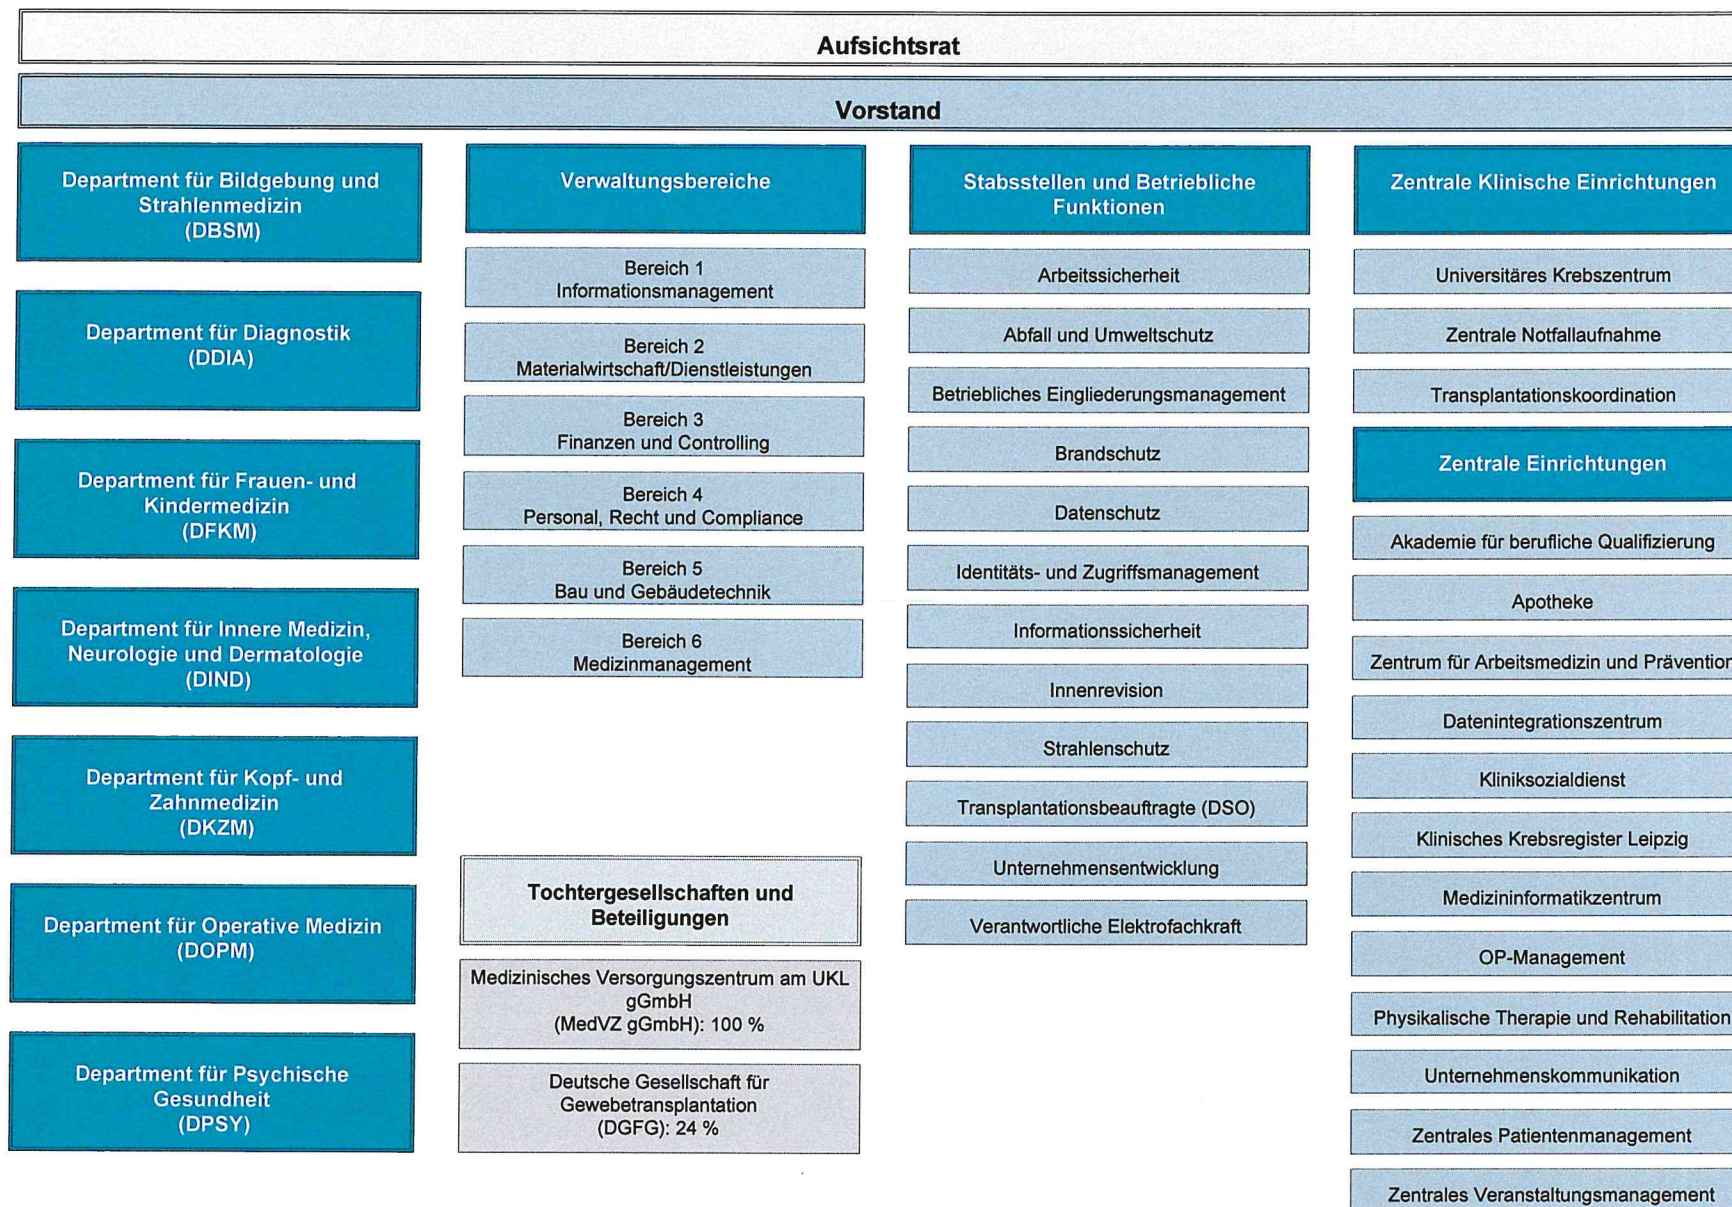 Aufsichtsrat
Vorstand
Department für Bildgebung und
Strahlenmedizin
(DBSM)
Department für Diagnostik
(DDIA)
Department für Frauen- und
Kindermedizin
(DFKM)
Department für Innere Medizin,
Neurologie und Dermatologie
(DIND)
Department für Kopf- und
Zahnmedizin
(DKZM)
Department für Operative Medizin
(DOPM)
Department für Psychische
Gesundheit
(DPSY)
Verwaltungsbereiche
Bereich 1
Informationsmanagement
Bereich 2
Materialwirtschaft/Dienstleistungen
Bereich 3
Finanzen und Controlling
Bereich 4
Personal, Recht und Compliance
Bereich 5
Bau und Gebäudetechnik
Bereich 6
Medizinmanagement
Tochtergesellschaften und
Beteiligungen
Medizinisches Versorgungszentrum am UKL
gGmbH
(MedVZ gGmbH): 100 %
Deutsche Gesellschaft für
Gewebetransplantation
(DGFG): 24 %
Stabsstellen und Betriebliche
Funktionen
Arbeitssicherheit
Abfall und Umweltschutz
Betriebliches Eingliederungsmanagement
Brandschutz
Datenschutz
Identitäts- und Zugriffsmanagement
Informationssicherheit
Innenrevision
Strahlenschutz
Transplantationsbeauftragte (DSO)
Unternehmensentwicklung
Verantwortliche Elektrofachkraft
Zentrale Klinische Einrichtungen
Universitäres Krebszentrum
Zentrale Notfallaufnahme
Transplantationskoordination
Zentrale Einrichtungen
Akademie für berufliche Qualifizierung
Apotheke
Zentrum für Arbeitsmedizin und Prävention
Datenintegrationszentrum
Kliniksozialdienst
Klinisches Krebsregister Leipzig
Medizininformatikzentrum
OP-Management
Physikalische Therapie und Rehabilitation
Unternehmenskommunikation
Zentrales Patientenmanagement
Zentrales Veranstaltungsmanagement